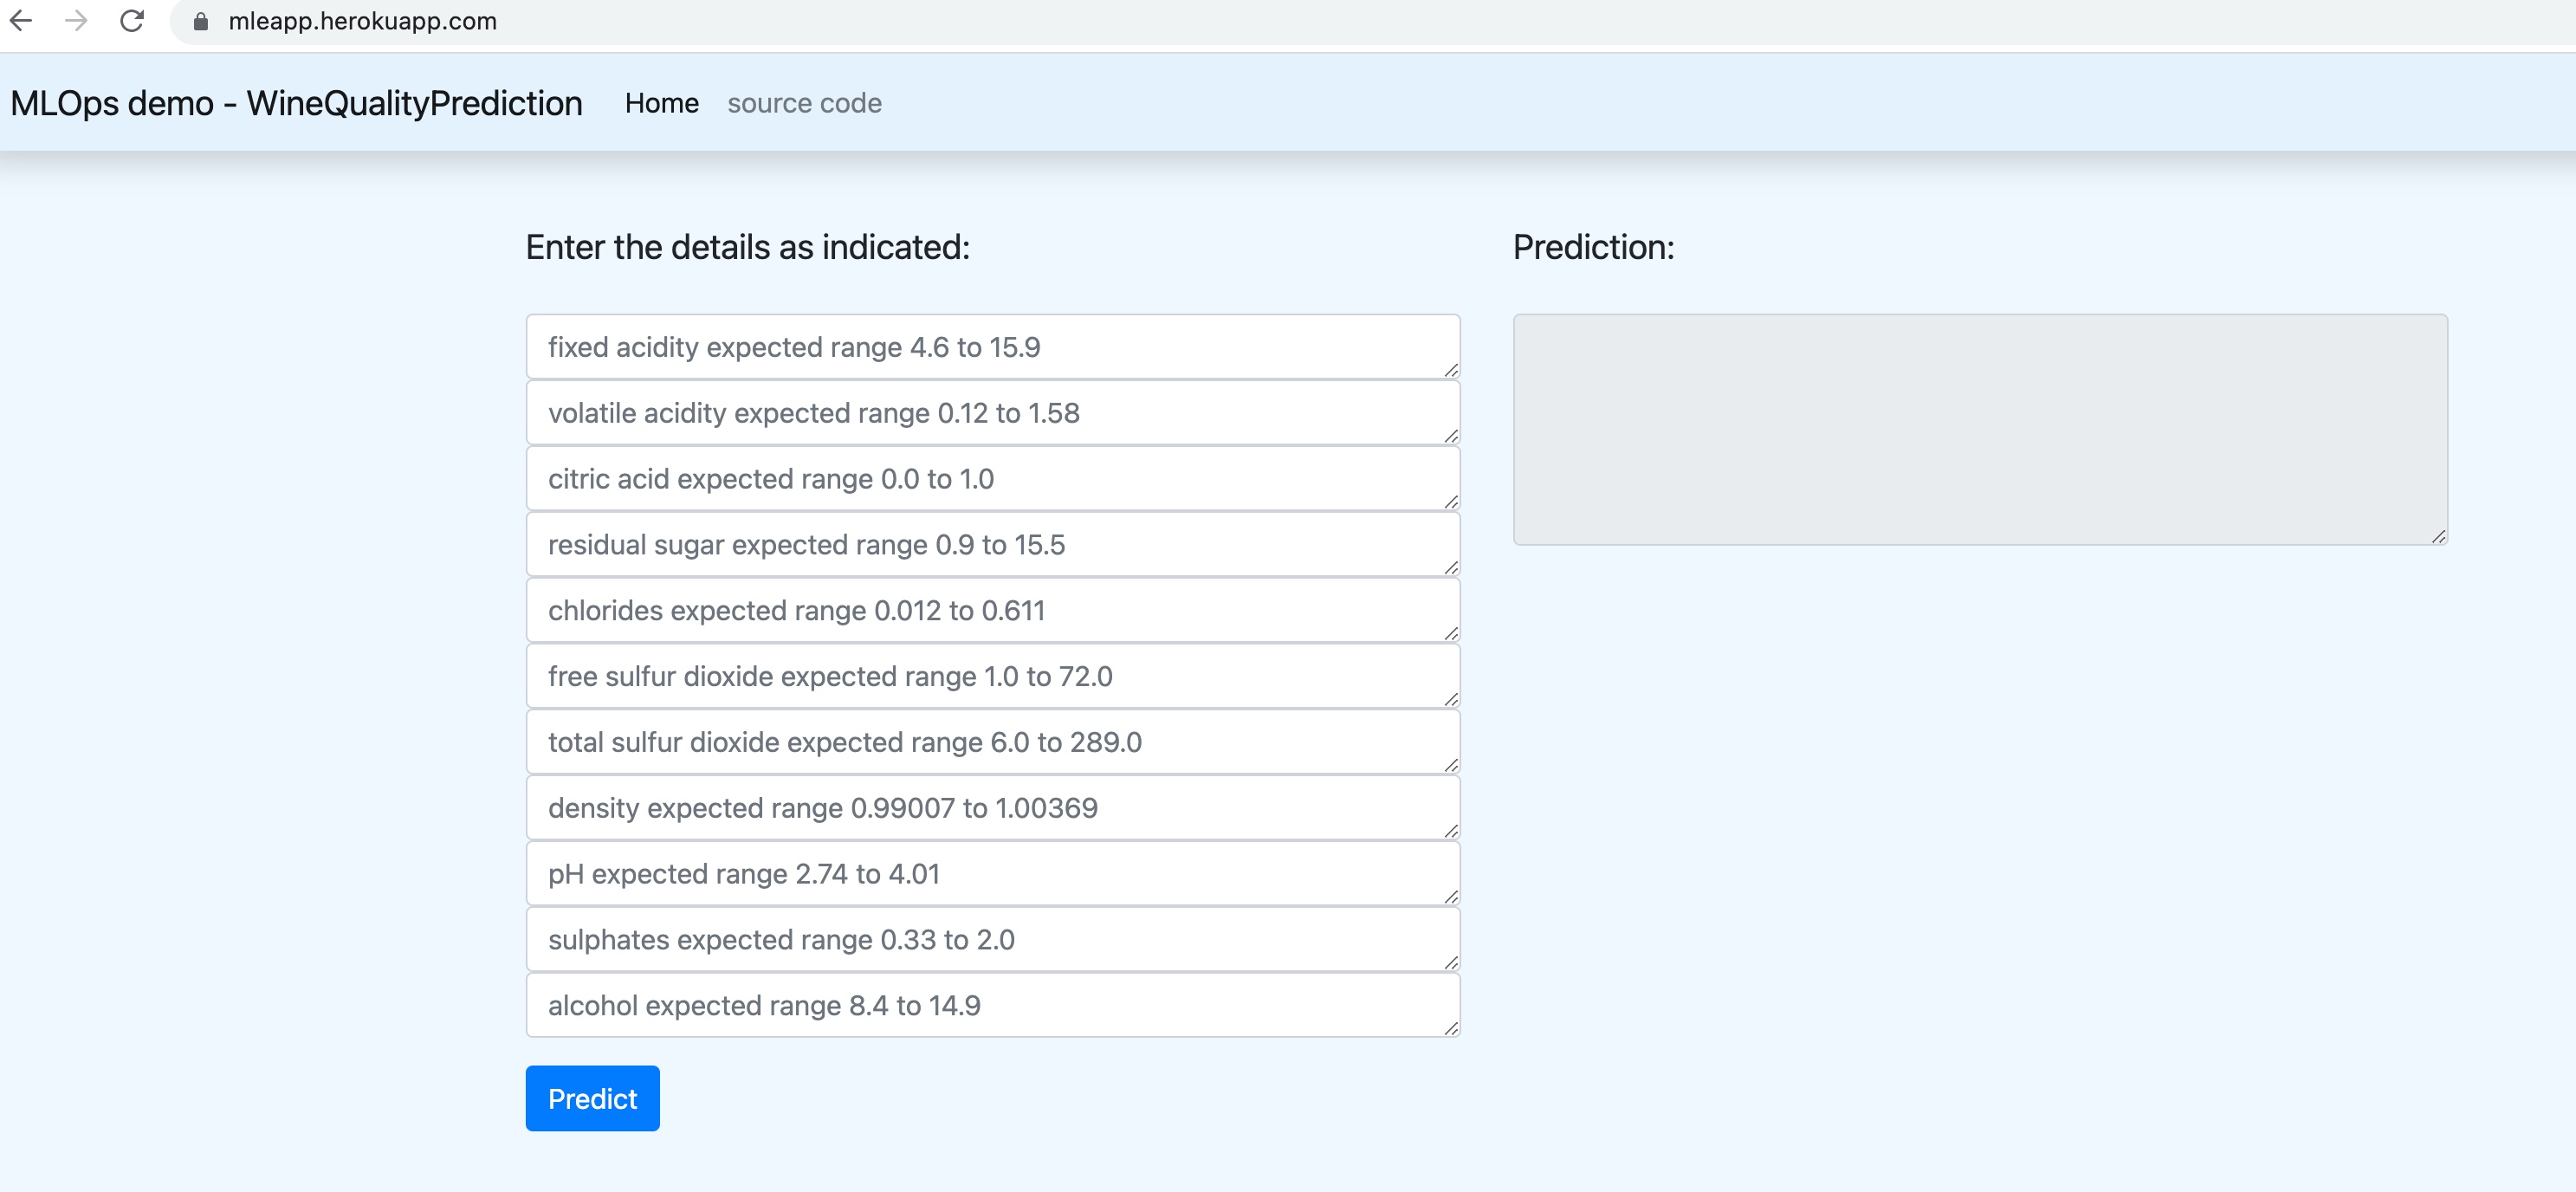 mleapp.herokuapp.com
MLOps demo - WineQualityPrediction Home source code
Enter the details as indicated:
Prediction:
fixed acidity expected range 4.6 to 15.9
volatile acidity expected range 0.12 to 1.58
citric acid expected range 0.0 to 1.0
residual sugar expected range 0.9 to 15.5
chlorides expected range 0.012 to 0.611
free sulfur dioxide expected range 1.0 to 72.0
total sulfur dioxide expected range 6.0 to 289.0
density expected range 0.99007 to 1.00369
pH expected range 2.74 to 4.01
sulphates expected range 0.33 to 2.0
alcohol expected range 8.4 to 14.9
Predict